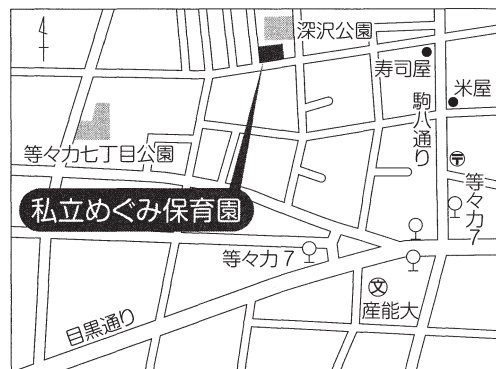 深沢公園
寿司屋
米屋
駒八通り
等々力七丁目公園
私立めぐみ保育園
等々力7
等々力7
目黒通り
文
産能大